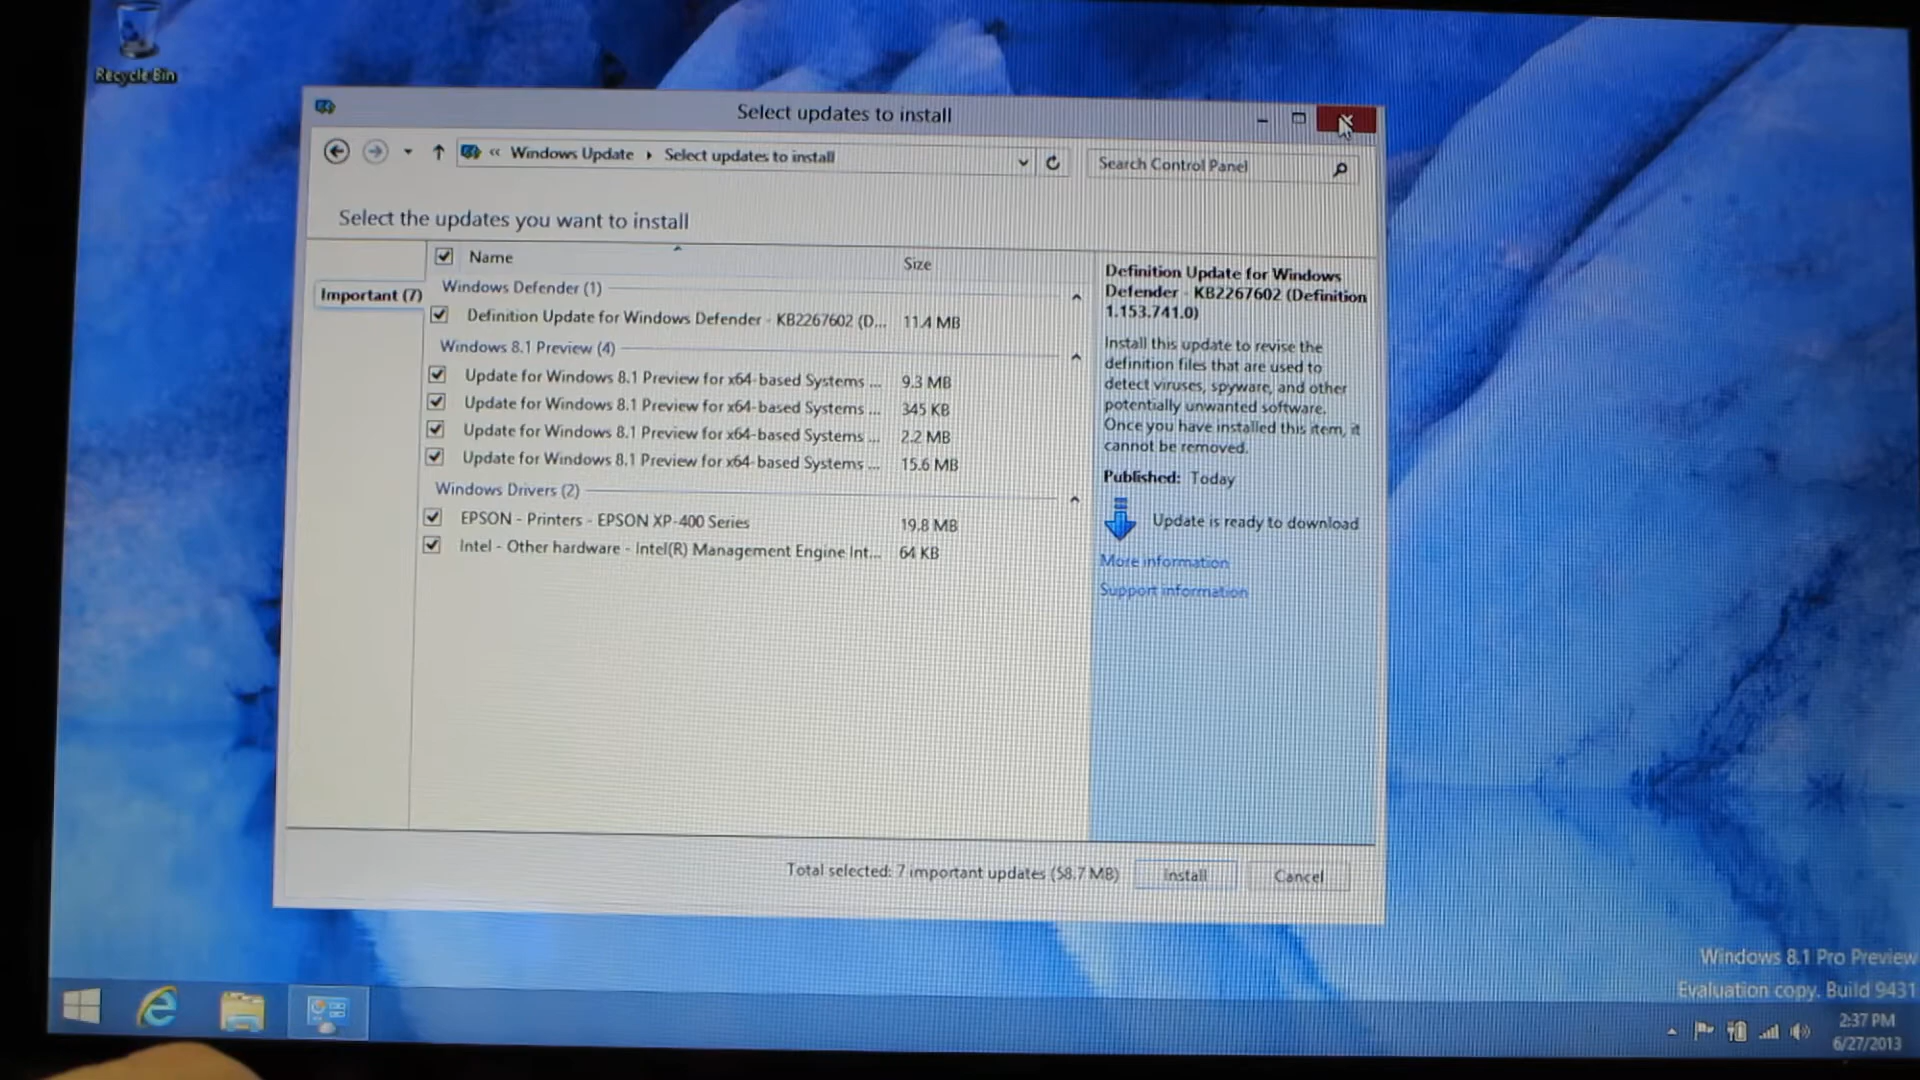 Recycle Bin
Select updates to install
« Windows Update ▸ Select updates to install
Search Control Panel
Select the updates you want to install
Name Size
Important (7)
Windows Defender (1)
Definition Update for Windows Defender - KB2267602 (D... 11.4 MB
Windows 8.1 Preview (4)
Update for Windows 8.1 Preview for x64-based Systems ... 9.3 MB
Update for Windows 8.1 Preview for x64-based Systems ... 345 KB
Update for Windows 8.1 Preview for x64-based Systems ... 2.2 MB
Update for Windows 8.1 Preview for x64-based Systems ... 15.6 MB
Windows Drivers (2)
EPSON - Printers - EPSON XP-400 Series 19.8 MB
Intel - Other hardware - Intel(R) Management Engine Int... 64 KB
Definition Update for Windows
Defender - KB2267602 (Definition
1.153.741.0)
Install this update to revise the
definition files that are used to
detect viruses, spyware, and other
potentially unwanted software.
Once you have installed this item, it
cannot be removed.
Published: Today
Update is ready to download
More information
Support information
Total selected: 7 important updates (58.7 MB)
Install
Cancel
Windows 8.1 Pro Preview
Evaluation copy. Build 9431
2:37 PM
6/27/2013